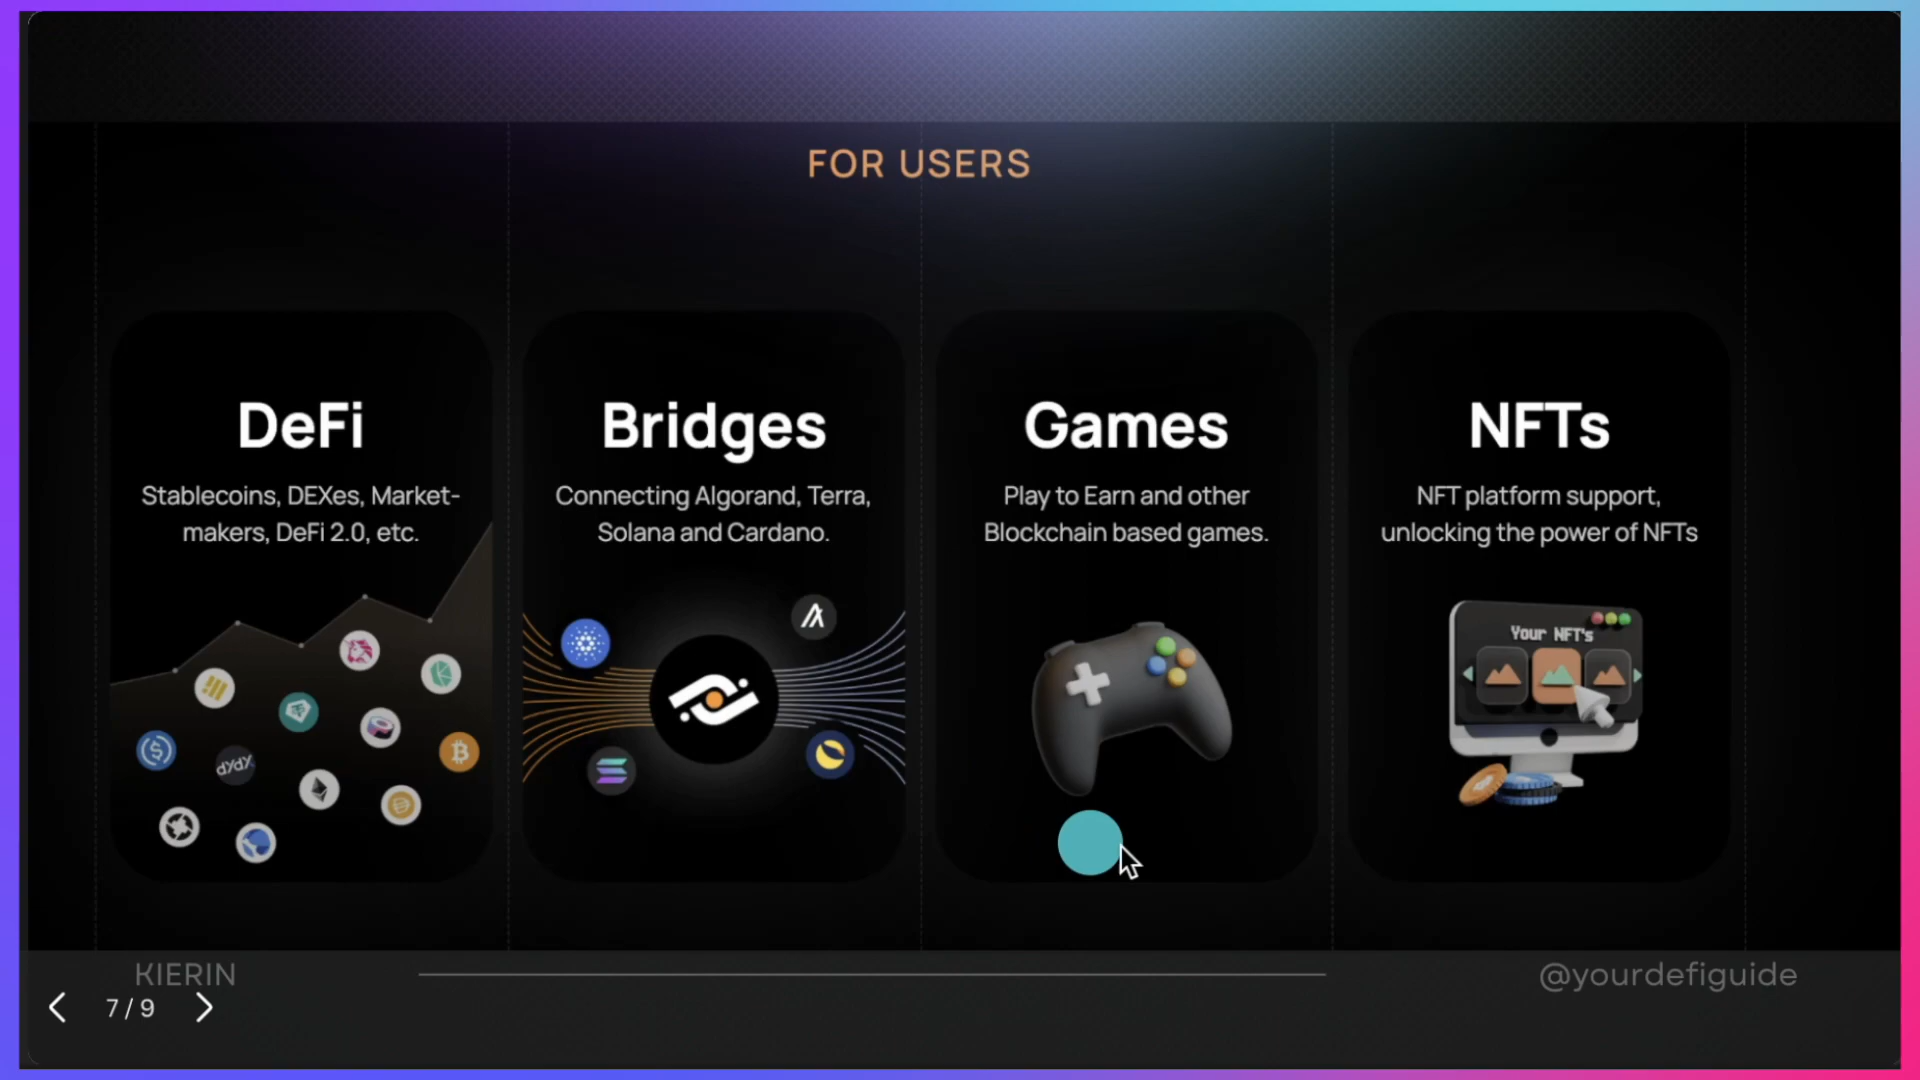 FOR USERS
DeFi
Stablecoins, DEXes, Market-
makers, DeFi 2.0, etc.
dYdX
Bridges
Connecting Algorand, Terra,
Solana and Cardano.
Games
Play to Earn and other
Blockchain based games.
NFTs
NFT platform support,
unlocking the power of NFTs
Your NFT's
KIERIN
@yourdefiguide
7 / 9